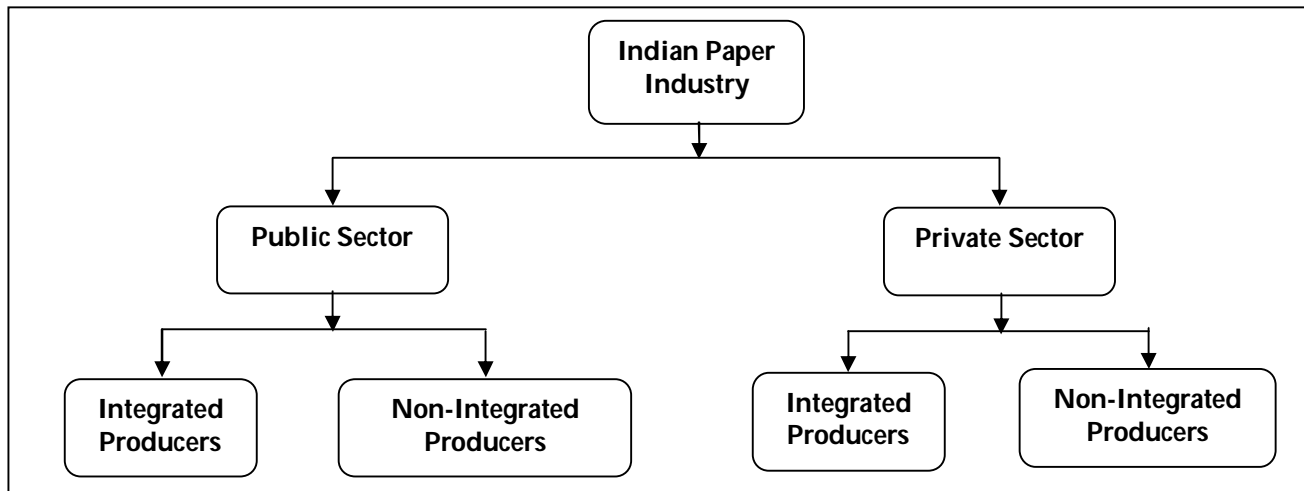 Indian Paper
Industry
Public Sector
Private Sector
Integrated
Producers
Non-Integrated
Producers
Integrated
Producers
Non-Integrated
Producers